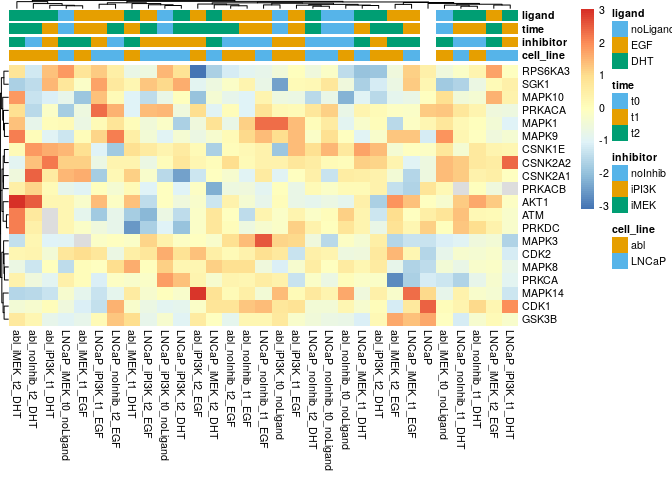 ligand
time
inhibitor
cell_line
RPS6KA3
SGK1
MAPK10
PRKACA
MAPK1
MAPK9
CSNK1E
CSNK2A2
CSNK2A1
PRKACB
AKT1
ATM
PRKDC
MAPK3
CDK2
MAPK8
PRKCA
MAPK14
CDK1
GSK3B
abl_iMEK_t2_DHT
abl_noInhib_t2_DHT
abl_iPI3K_t1_DHT
LNCaP_iMEK_t0_noLigand
abl_iMEK_t1_EGF
LNCaP_iPI3K_t1_EGF
LNCaP_noInhib_t2_EGF
abl_iMEK_t1_DHT
LNCaP_iPI3K_t2_EGF
LNCaP_iPI3K_t0_noLigand
LNCaP_iPI3K_t2_DHT
abl_iPI3K_t2_EGF
LNCaP_iMEK_t2_DHT
abl_noInhib_t2_EGF
abl_noInhib_t1_EGF
LNCaP_noInhib_t1_EGF
abl_iPI3K_t0_noLigand
abl_iPI3K_t1_EGF
LNCaP_noInhib_t2_DHT
LNCaP_noInhib_t0_noLigand
abl_noInhib_t0_noLigand
LNCaP_iMEK_t1_DHT
abl_iPI3K_t2_DHT
abl_iMEK_t2_EGF
LNCaP_iMEK_t1_EGF
LNCaP
abl_iMEK_t0_noLigand
LNCaP_noInhib_t1_DHT
abl_noInhib_t1_DHT
LNCaP_iMEK_t2_EGF
LNCaP_iPI3K_t1_DHT
3
2
1
0
-1
-2
-3
ligand
noLigand
EGF
DHT
time
t0
t1
t2
inhibitor
noInhib
iPI3K
iMEK
cell_line
abl
LNCaP